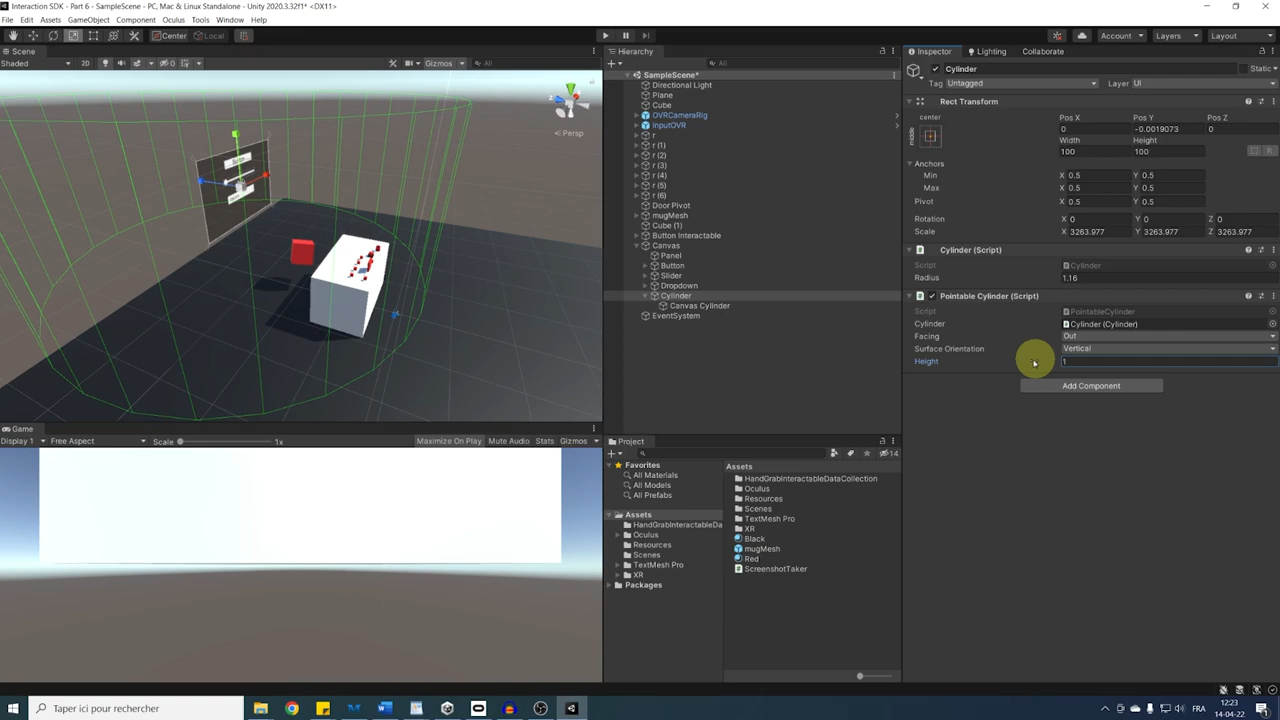 Interaction SDK - Part 6 - SampleScene - PC, Mac & Linux Standalone - Unity 2020.3.32f1* <DX11>
File Edit Assets GameObject Component Oculus Tools Window Help
Center Local Account Layers Layout
Scene
Shaded 2D 0 Gizmos All
Persp
Game
Display 1 Free Aspect Scale 1x Maximize On Play Mute Audio Stats Gizmos
Hierarchy
All
SampleScene*
Directional Light
Plane
Cube
OVRCameraRig
inputOVR
r
r (1)
r (2)
r (3)
r (4)
r (5)
r (6)
Door Pivot
mugMesh
Cube (1)
Button Interactable
Canvas
Panel
Button
Slider
Dropdown
Cylinder
Canvas Cylinder
EventSystem
Project
14
Favorites
All Materials
All Models
All Prefabs
Assets
HandGrabInteractableDa
Oculus
Resources
Scenes
TextMesh Pro
XR
Packages
Assets
HandGrabInteractableDataCollection
Oculus
Resources
Scenes
TextMesh Pro
XR
Black
mugMesh
Red
ScreenshotTaker
Inspector Lighting Collaborate
Cylinder Static
Tag Untagged Layer UI
Rect Transform
center Pos X Pos Y Pos Z
middle 0 -0.0019073 0
Width Height
100 100 R
Anchors
Min X 0.5 Y 0.5
Max X 0.5 Y 0.5
Pivot X 0.5 Y 0.5
Rotation X 0 Y 0 Z 0
Scale X 3263.977 Y 3263.977 Z 3263.977
Cylinder (Script)
Script Cylinder
Radius 1.16
Pointable Cylinder (Script)
Script PointableCylinder
Cylinder Cylinder (Cylinder)
Facing Out
Surface Orientation Vertical
Height 1
Add Component
Taper ici pour rechercher
FR 12:23
14-04-22